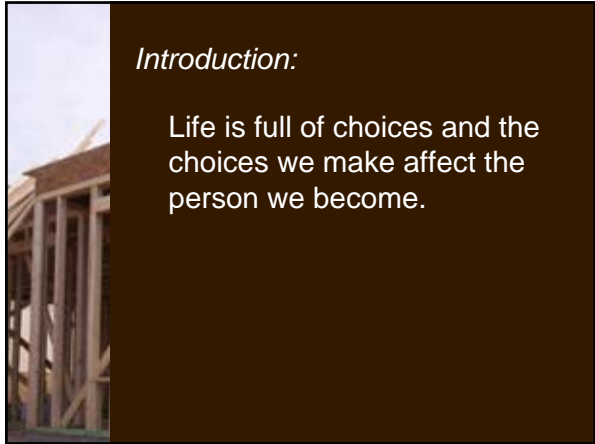 Introduction:
Life is full of choices and the
choices we make affect the
person we become.